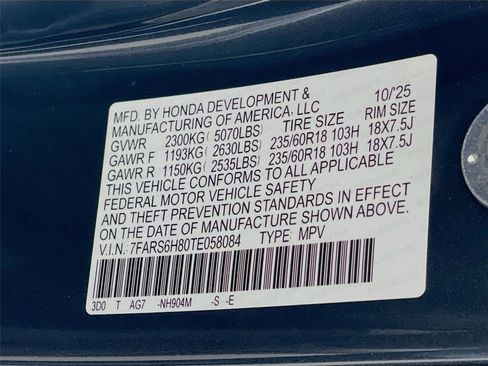 MFD. BY HONDA DEVELOPMENT & 10/'25
MANUFACTURING OF AMERICA, LLC
GVWR 2300KG ( 5070LBS) TIRE SIZE RIM SIZE
GAWR F 1193KG ( 2630LBS) 235/60R18 103H 18X7.5J
GAWR R 1150KG ( 2535LBS) 235/60R18 103H 18X7.5J
THIS VEHICLE CONFORMS TO ALL APPLICABLE
FEDERAL MOTOR VEHICLE SAFETY
AND THEFT PREVENTION STANDARDS IN EFFECT
ON THE DATE OF MANUFACTURE SHOWN ABOVE.
V.I.N: 7FARS6H80TE058084 TYPE: MPV
3D0 T AG7 -NH904M -S -E